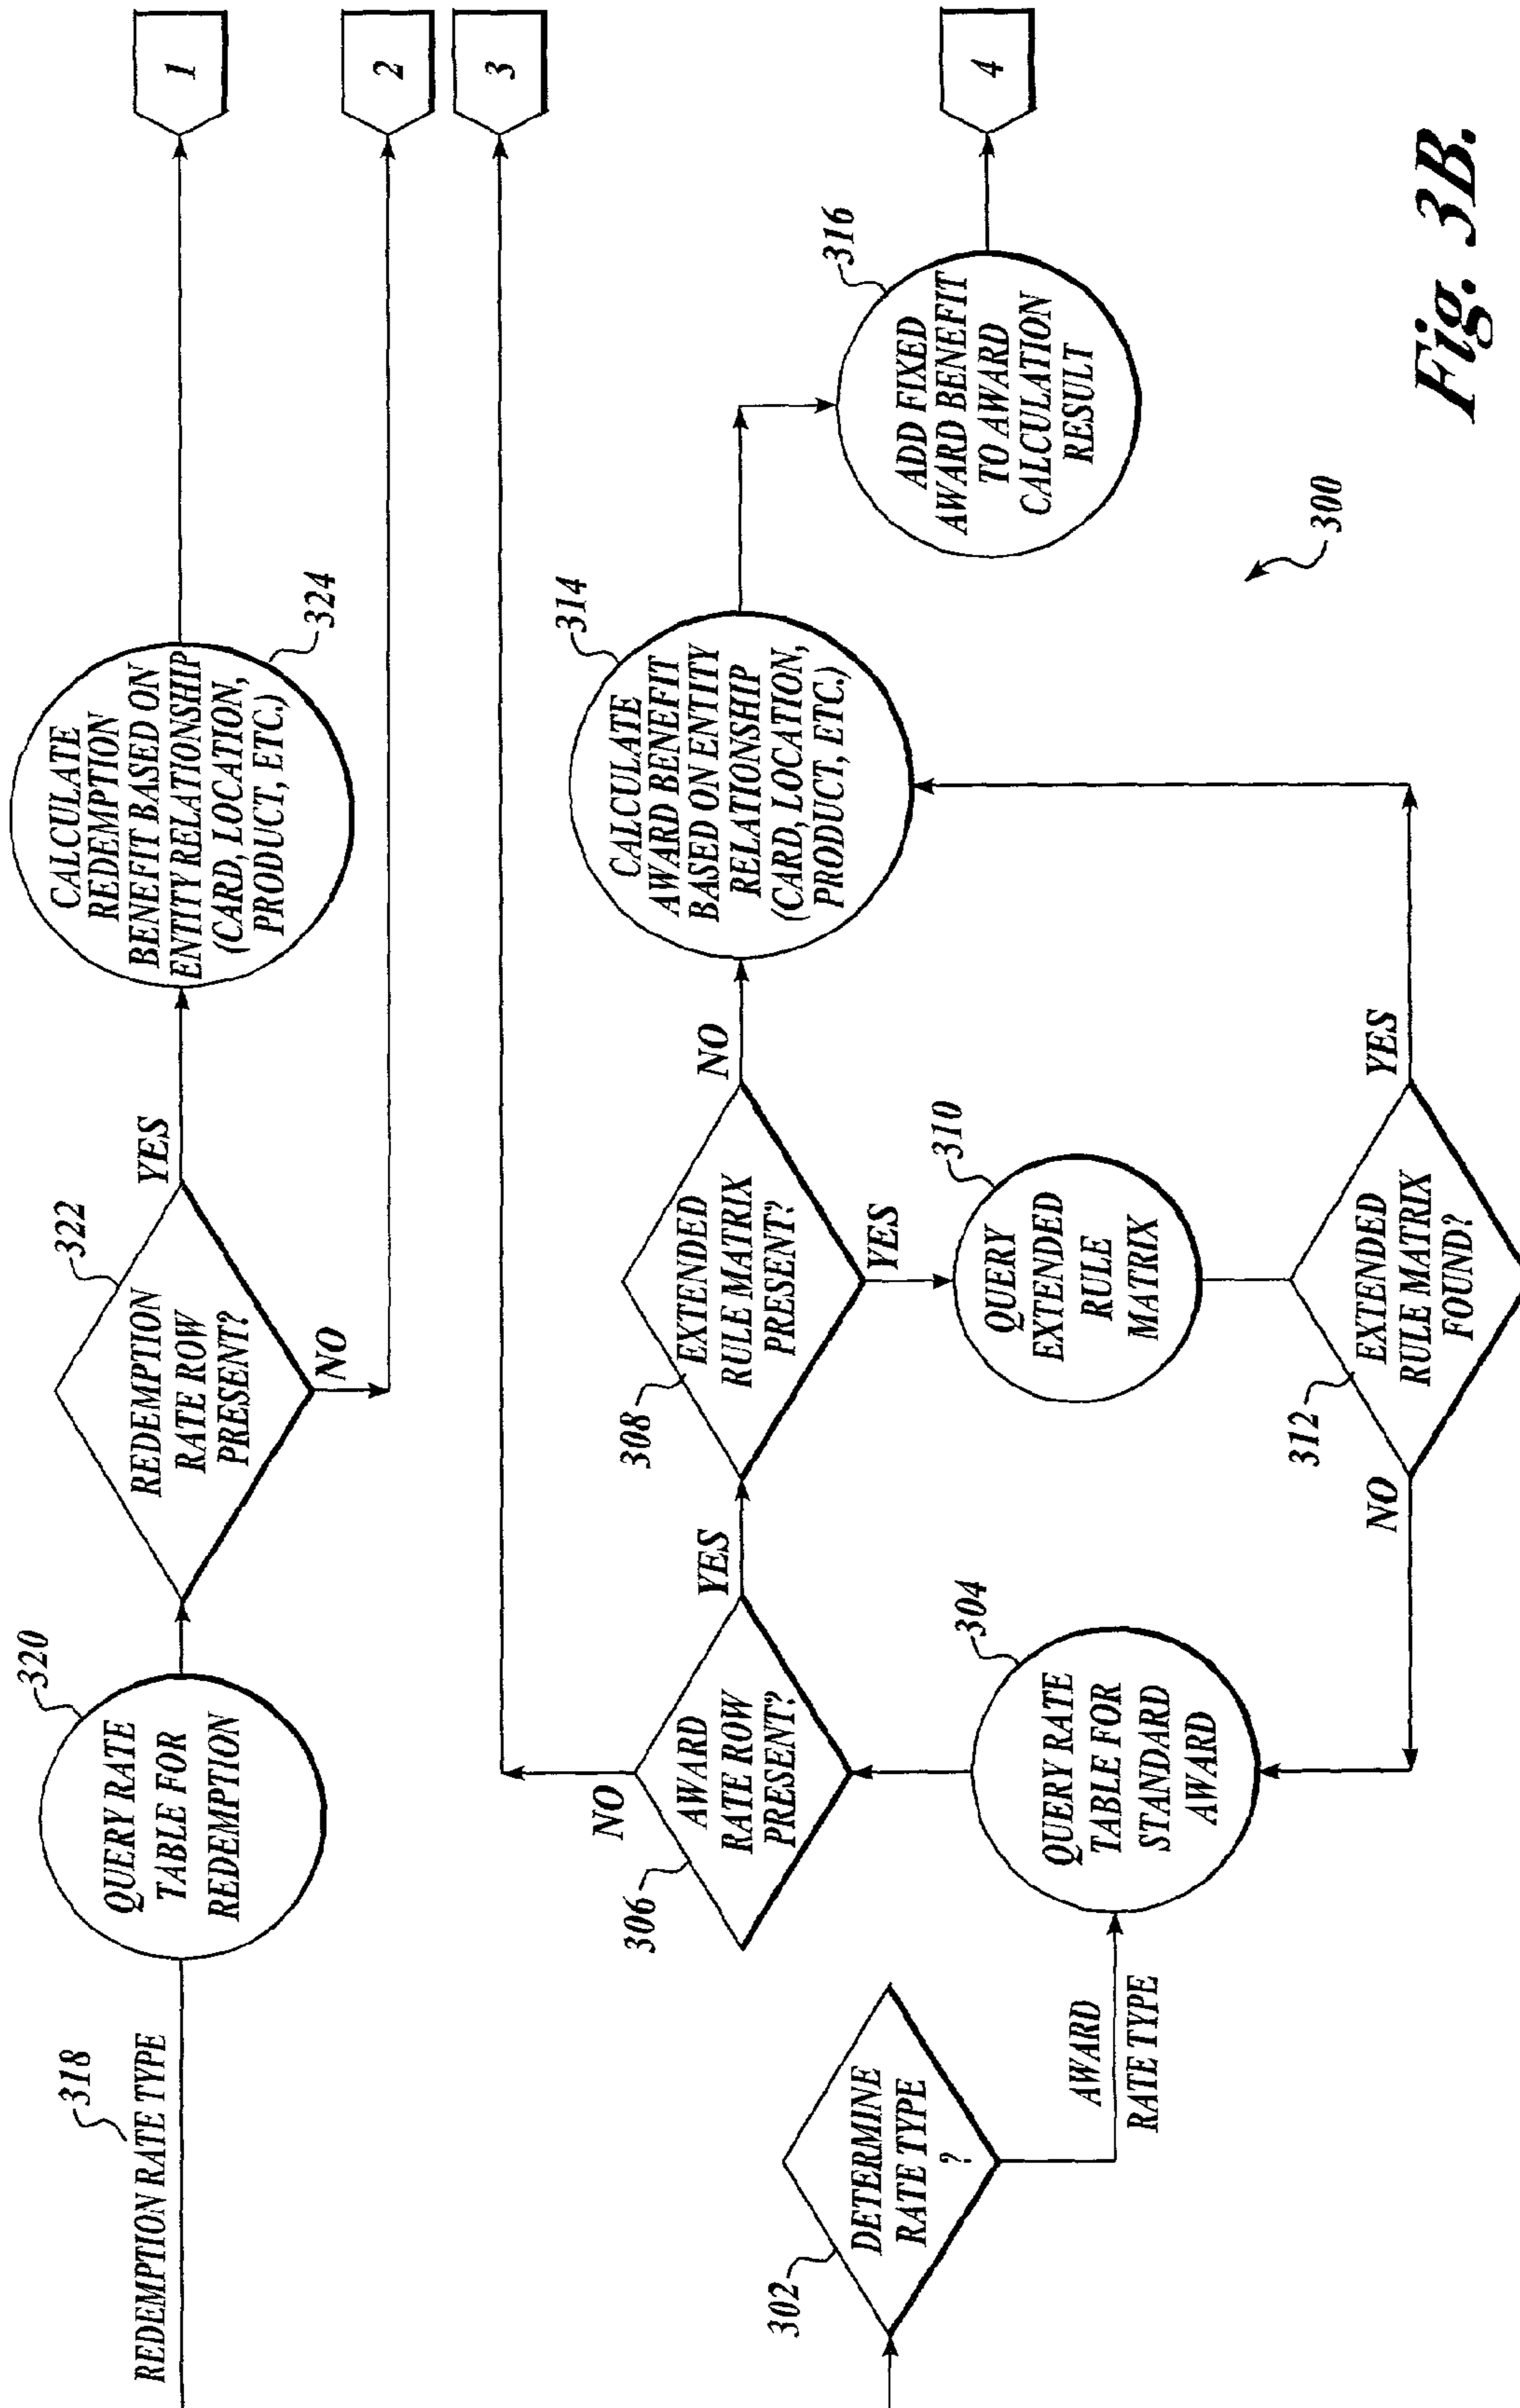 318
REDEMPTION RATE TYPE
320
QUERY RATE
TABLE FOR
REDEMPTION
322
REDEMPTION
RATE ROW
PRESENT?
YES
NO
CALCULATE
REDEMPTION
BENEFIT BASED ON
ENTITY RELATIONSHIP
(CARD, LOCATION,
PRODUCT, ETC.)
324
1
2
3
302
DETERMINE
RATE TYPE
?
AWARD
RATE TYPE
304
QUERY RATE
TABLE FOR
STANDARD
AWARD
306
AWARD
RATE ROW
PRESENT?
NO
YES
308
EXTENDED
RULE MATRIX
PRESENT?
NO
YES
310
QUERY
EXTENDED
RULE
MATRIX
312
EXTENDED
RULE MATRIX
FOUND?
NO
YES
314
CALCULATE
AWARD BENEFIT
BASED ON ENTITY
RELATIONSHIP
(CARD, LOCATION,
PRODUCT, ETC.)
316
ADD FIXED
AWARD BENEFIT
TO AWARD
CALCULATION
RESULT
4
300
Fig. 3B.